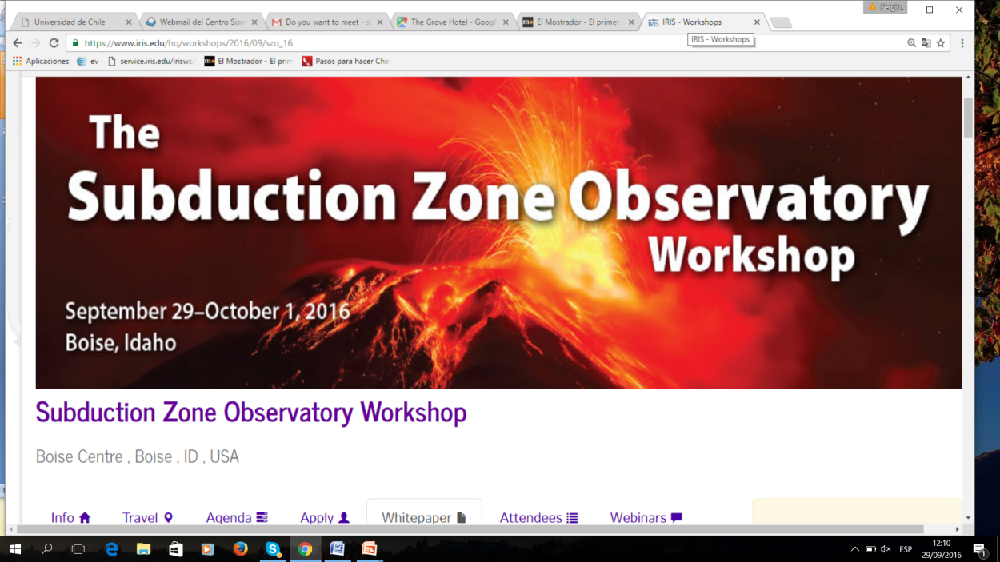 Sergio..
Universidad de Chile
Webmail del Centro Sism
Do you want to meet - s
The Grove Hotel - Googl
El Mostrador - El primer
IRIS - Workshops
https://www.iris.edu/hq/workshops/2016/09/szo_16
IRIS - Workshops
Aplicaciones
ev
service.iris.edu/irisws/
El Mostrador - El prim
Pasos para hacer Chec
The
Subduction Zone Observatory
Workshop
September 29–October 1, 2016
Boise, Idaho
Subduction Zone Observatory Workshop
Boise Centre , Boise , ID , USA
Info Travel Agenda Apply Whitepaper Attendees Webinars
ESP
12:10
29/09/2016
1